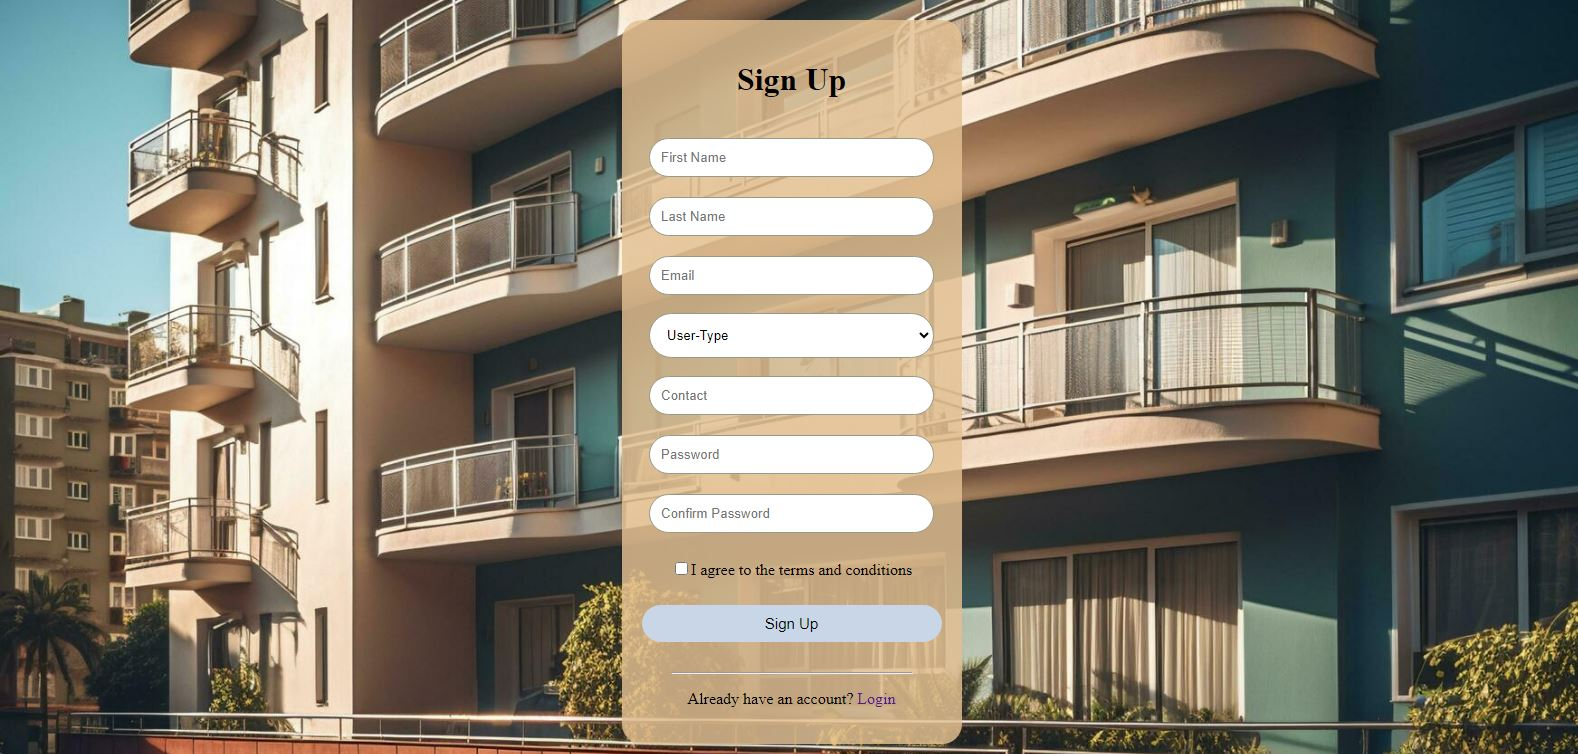 Sign Up
First Name
Last Name
Email
User-Type
Contact
Password
Confirm Password
I agree to the terms and conditions
Sign Up
Already have an account? Login